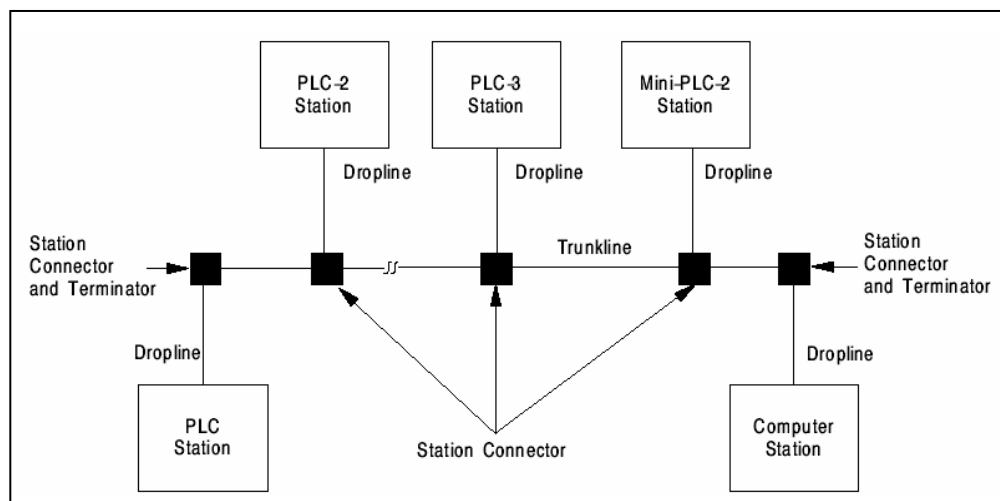 PLC-2
Station
PLC-3
Station
Mini-PLC-2
Station
Dropline
Dropline
Dropline
Station
Connector
and Terminator
Trunkline
Station
Connector
and Terminator
Dropline
Dropline
PLC
Station
Station Connector
Computer
Station